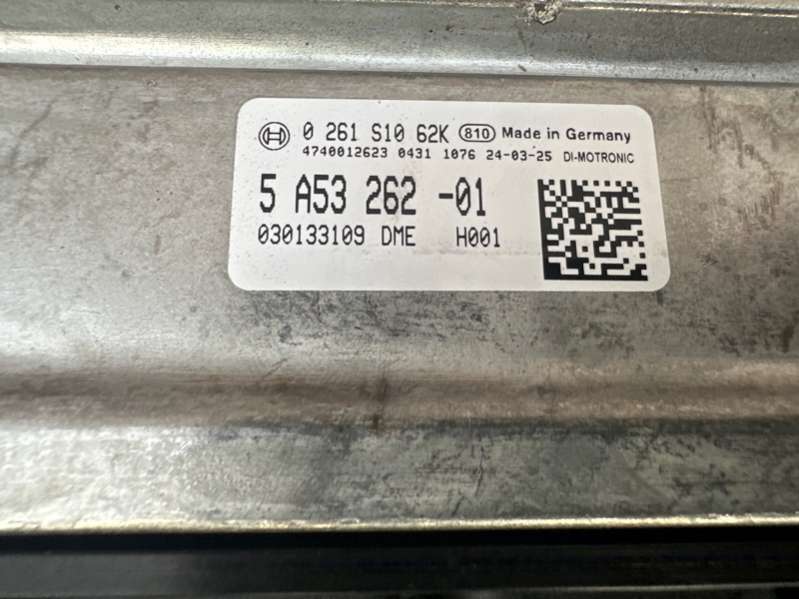 0 261 S10 62K 810 Made in Germany
4740012623 0431 1076 24-03-25 DI-MOTRONIC
5 A53 262 -01
030133109 DME H001